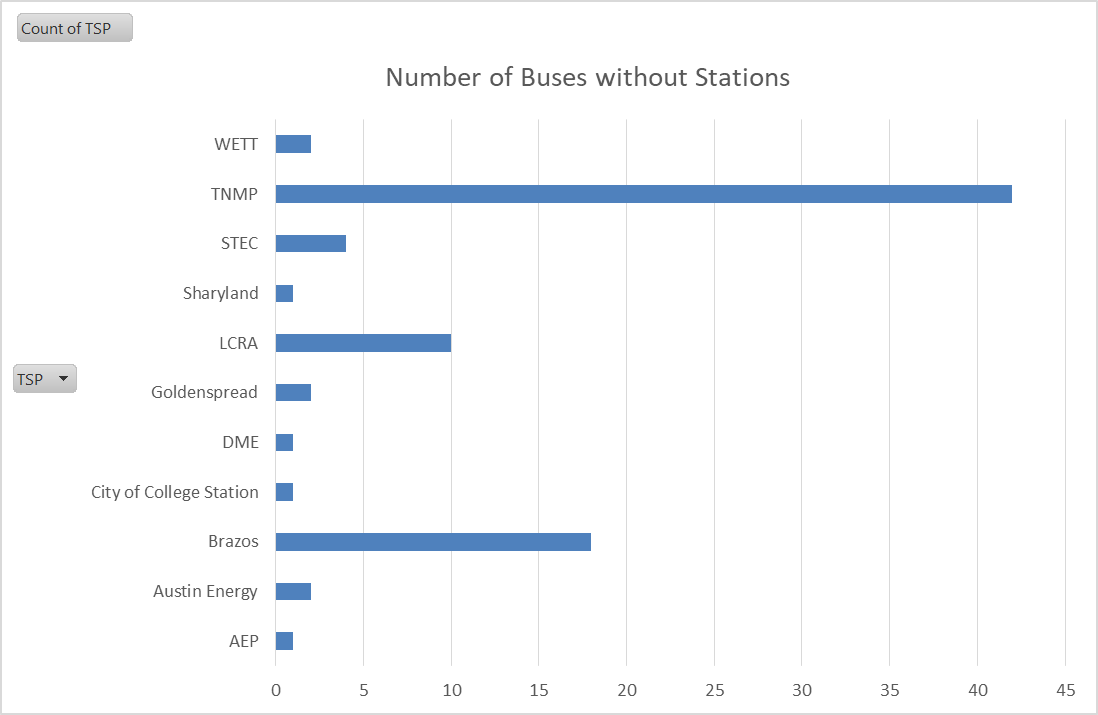 Count of TSP
Number of Buses without Stations
WETT
TNMP
STEC
Sharyland
LCRA
TSP
Goldenspread
DME
City of College Station
Brazos
Austin Energy
AEP
0 5 10 15 20 25 30 35 40 45